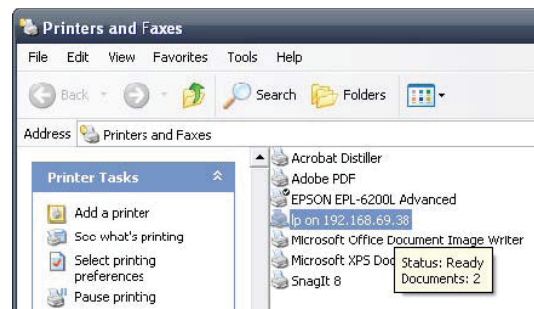 Printers and Faxes
File Edit View Favorites Tools Help
Back Search Folders
Address Printers and Faxes
Printer Tasks
Add a printer
See what's printing
Select printing
preferences
Pause printing
Acrobat Distiller
Adobe PDF
EPSON EPL-6200L Advanced
lp on 192.168.69.38
Microsoft Office Document Image Writer
Microsoft XPS Doc
SnagIt 8
Status: Ready
Documents: 2